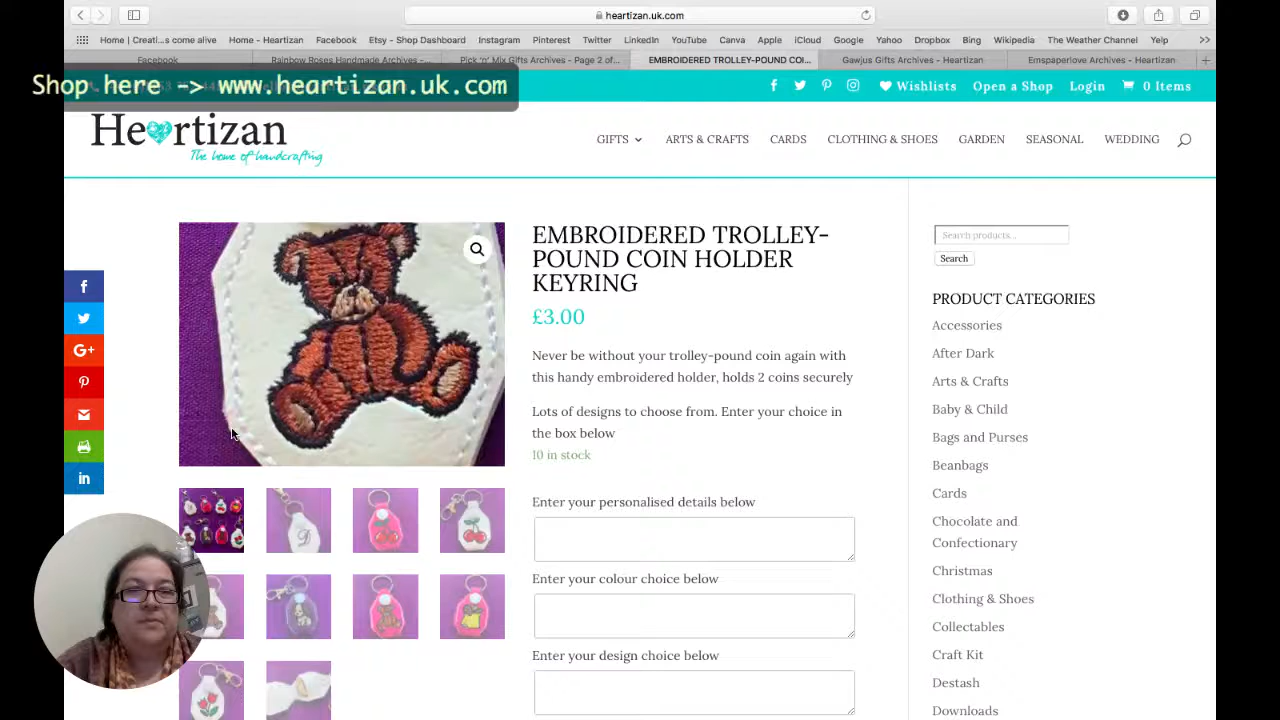 heartizan.uk.com
Home | Creati...s come alive
Home - Heartizan
Facebook
Etsy - Shop Dashboard
Instagram
Pinterest
Twitter
LinkedIn
YouTube
Canva
Apple
iCloud
Google
Yahoo
Dropbox
Bing
Wikipedia
The Weather Channel
Yelp
>>
Facebook
Rainbow Roses Handmade Archives -...
Pick 'n' Mix Gifts Archives - Page 2 of...
EMBROIDERED TROLLEY-POUND COI...
Gawjus Gifts Archives - Heartizan
Emspaperlove Archives - Heartizan
Shop here -> www.heartizan.uk.com
Wishlists
Open a Shop
Login
0 Items
Heartizan
The home of handcrafting
GIFTS
ARTS & CRAFTS
CARDS
CLOTHING & SHOES
GARDEN
SEASONAL
WEDDING
EMBROIDERED TROLLEY-
POUND COIN HOLDER
KEYRING
£3.00
Never be without your trolley-pound coin again with
this handy embroidered holder, holds 2 coins securely
Lots of designs to choose from. Enter your choice in
the box below
10 in stock
Enter your personalised details below
Enter your colour choice below
Enter your design choice below
G+
in
D
Search products...
Search
PRODUCT CATEGORIES
Accessories
After Dark
Arts & Crafts
Baby & Child
Bags and Purses
Beanbags
Cards
Chocolate and
Confectionary
Christmas
Clothing & Shoes
Collectables
Craft Kit
Destash
Downloads